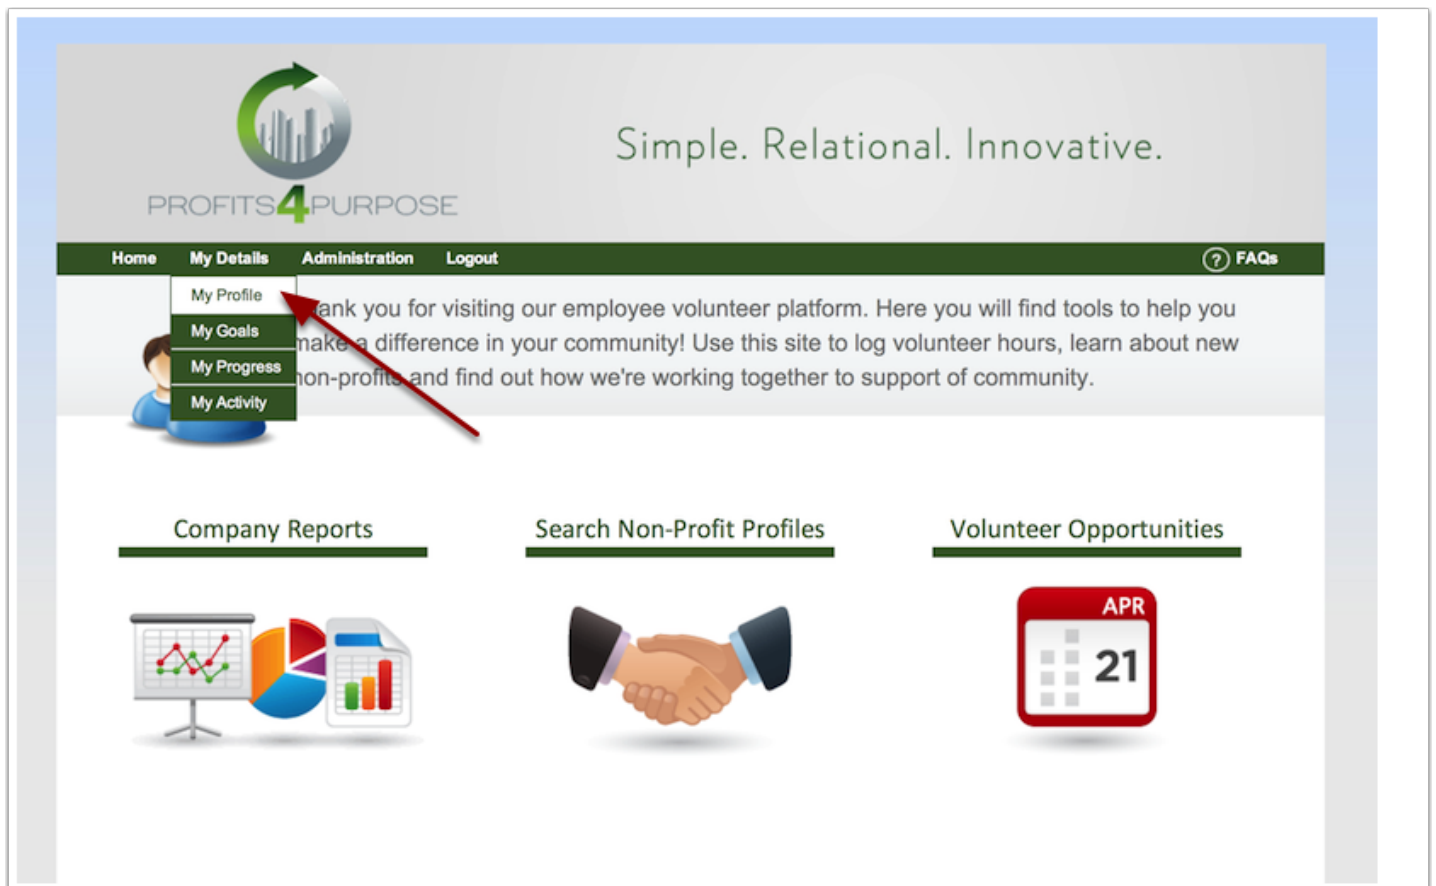 Simple. Relational. Innovative.
PROFITS4PURPOSE
Home My Details Administration Logout ? FAQs
My Profile
My Goals
My Progress
My Activity
ank you for visiting our employee volunteer platform. Here you will find tools to help you
make a difference in your community! Use this site to log volunteer hours, learn about new
non-profits and find out how we're working together to support of community.
Company Reports
Search Non-Profit Profiles
Volunteer Opportunities
APR
21